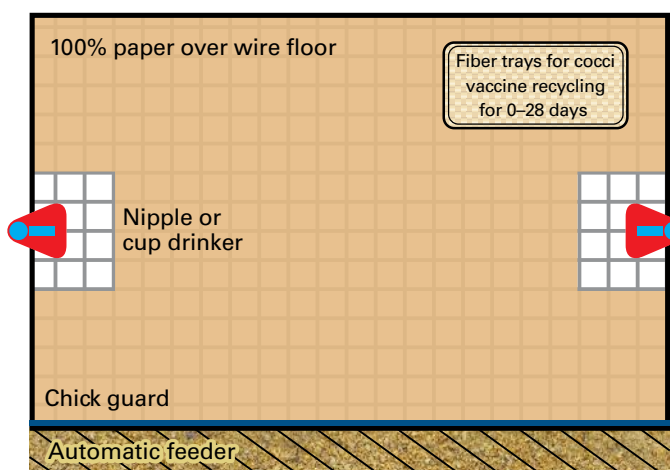 100% paper over wire floor
Fiber trays for cocci
vaccine recycling
for 0–28 days
Nipple or
cup drinker
Chick guard
Automatic feeder